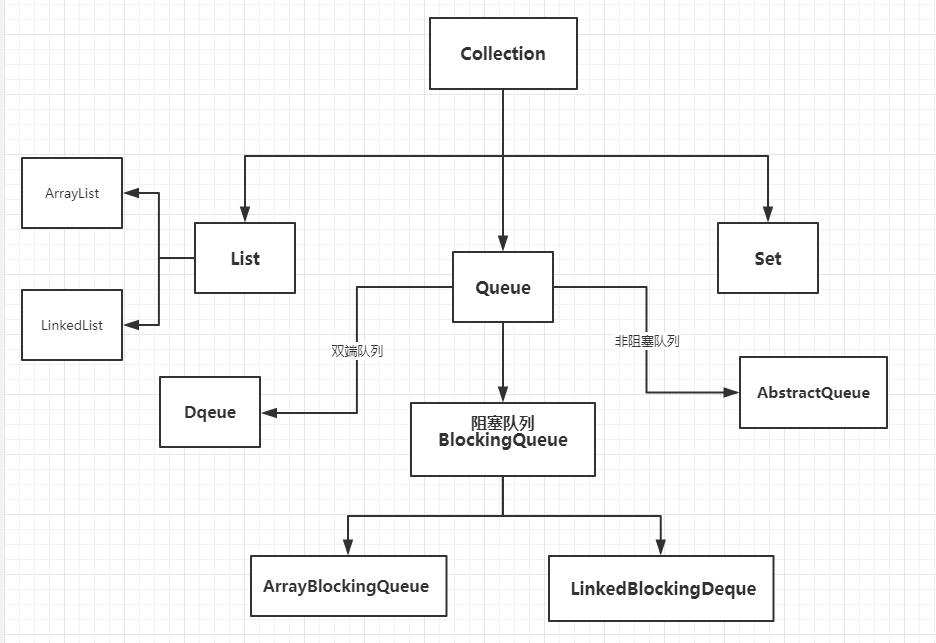 Collection
ArrayList
List
Set
Queue
LinkedList
双端队列
非阻塞队列
Dqeue
AbstractQueue
阻塞队列
BlockingQueue
ArrayBlockingQueue
LinkedBlockingDeque